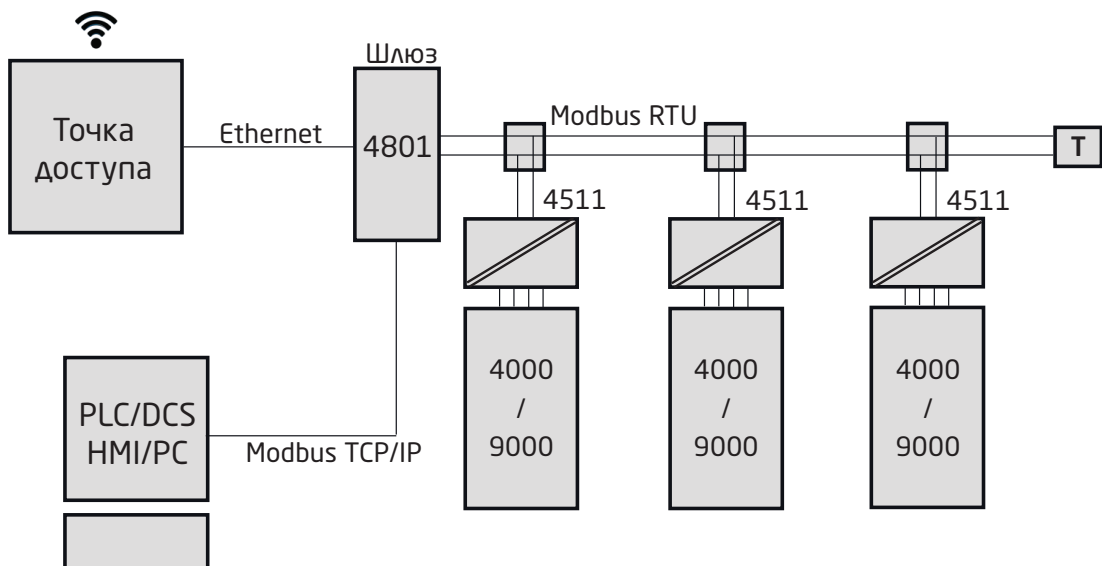 Шлюз
Точка
доступа
Ethernet
4801
Modbus RTU
T
4511
4511
4511
4000
/
9000
4000
/
9000
4000
/
9000
PLC/DCS
HMI/PC
Modbus TCP/IP